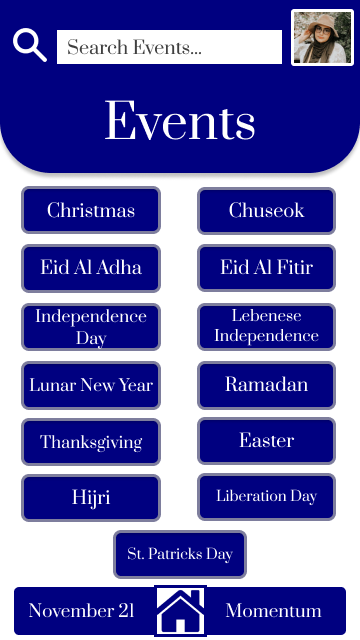 Search Events...
Events
Christmas
Chuseok
Eid Al Adha
Eid Al Fitir
Independence
Day
Lebenese
Independence
Lunar New Year
Ramadan
Thanksgiving
Easter
Hijri
Liberation Day
St. Patricks Day
November 21
Momentum